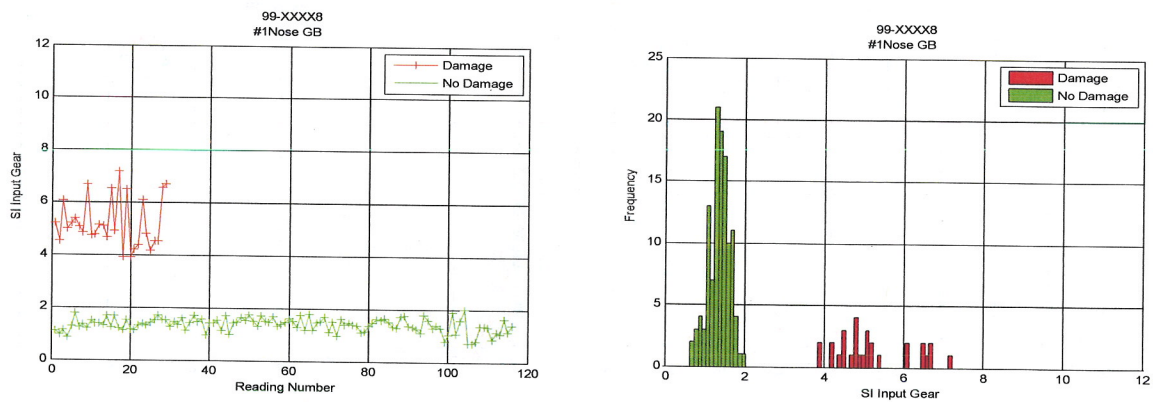 99-XXXX8
#1Nose GB
12
10
8
6
4
2
0
SI Input Gear
Damage
No Damage
0
20
40
60
80
100
120
Reading Number
99-XXXX8
#1Nose GB
25
20
15
10
5
0
Frequency
Damage
No Damage
0
2
4
6
8
10
12
SI Input Gear